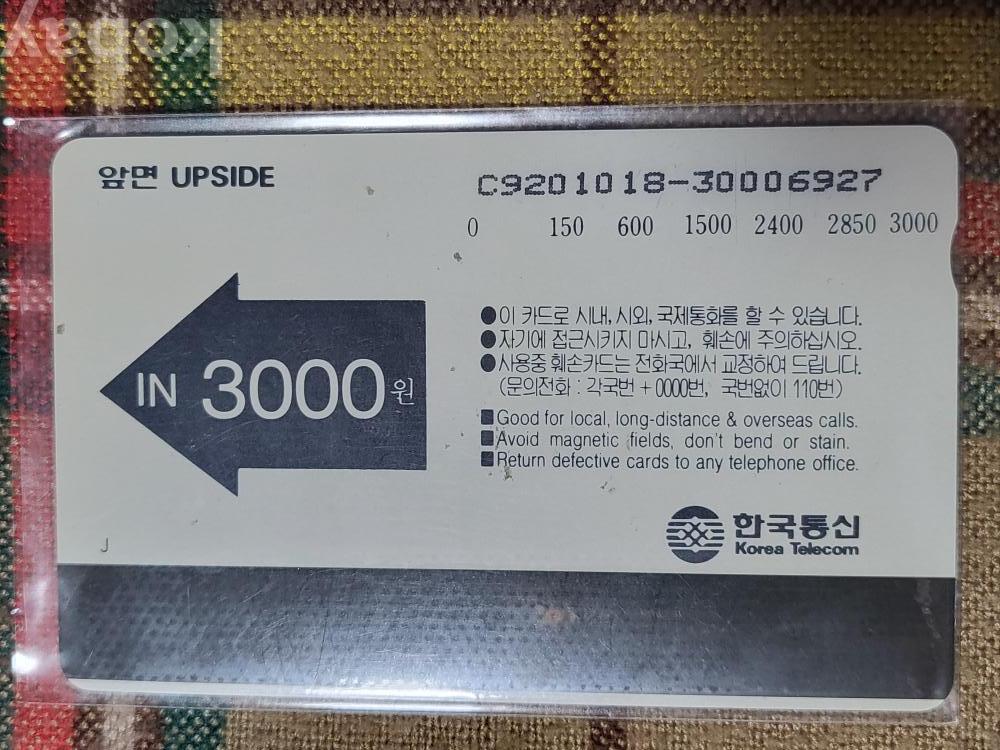 kobay
앞면 UPSIDE
C9201018-30006927
0 150 600 1500 2400 2850 3000
IN 3000원
●이 카드로 시내, 시외, 국제통화를 할 수 있습니다.
●자기에 접근시키지 마시고, 훼손에 주의하십시오.
●사용중 훼손카드는 전화국에서 교정하여 드립니다.
(문의전화 : 각국번 + 0000번, 국번없이 110번)
■Good for local, long-distance & overseas calls.
■Avoid magnetic fields, don't bend or stain.
■Return defective cards to any telephone office.
한국통신
Korea Telecom
J